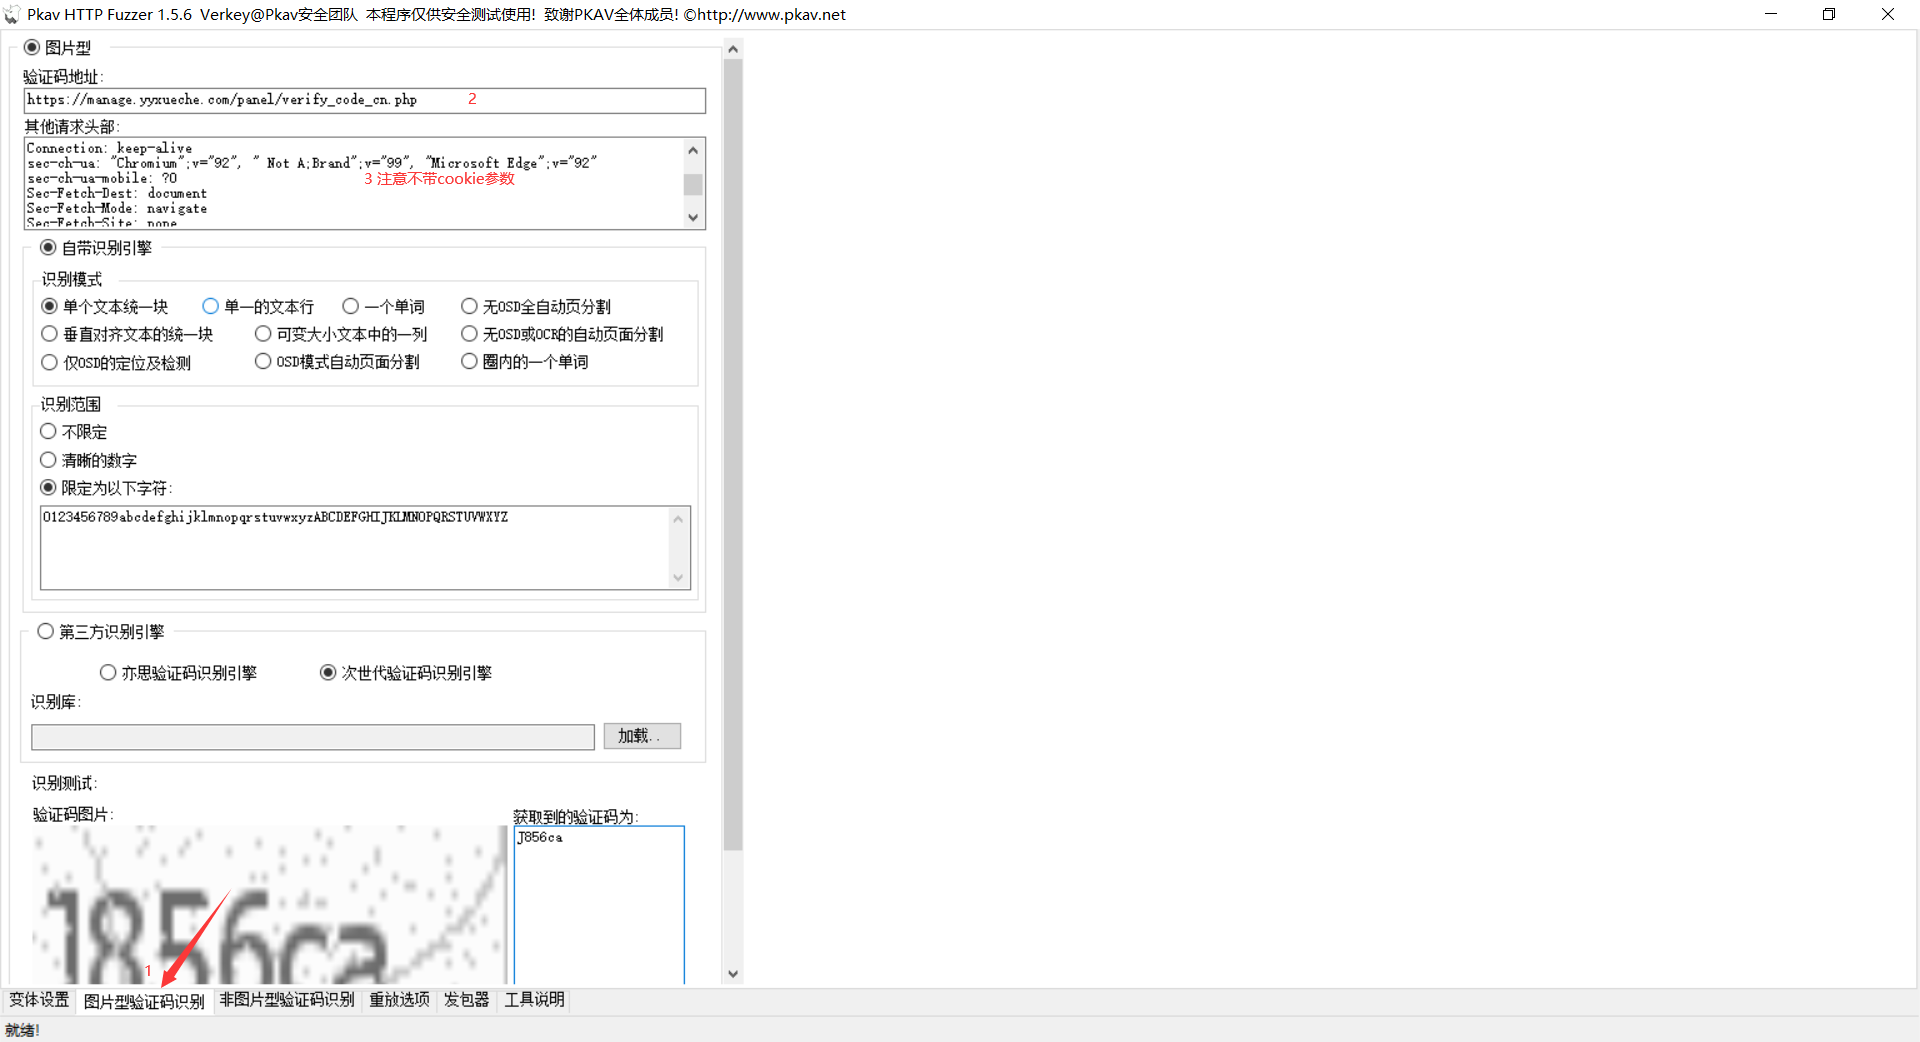 Pkav HTTP Fuzzer 1.5.6  Verkey@Pkav安全团队  本程序仅供安全测试使用!  致谢PKAV全体成员! ©http://www.pkav.net
图片型
验证码地址:
https://manage.yyxueche.com/panel/verify_code_cn.php 2
其他请求头部:
Connection: keep-alive
sec-ch-ua: "Chromium";v="92", " Not A;Brand";v="99", "Microsoft Edge";v="92"
sec-ch-ua-mobile: ?0 3 注意不带cookie参数
Sec-Fetch-Dest: document
Sec-Fetch-Mode: navigate
Sec-Fetch-Site: none
自带识别引擎
识别模式
单个文本统一块 单一的文本行 一个单词 无OSD全自动页分割
垂直对齐文本的统一块 可变大小文本中的一列 无OSD或OCR的自动页面分割
仅OSD的定位及检测 OSD模式自动页面分割 圈内的一个单词
识别范围
不限定
清晰的数字
限定为以下字符:
0123456789abcdefghijklmnopqrstuvwxyzABCDEFGHIJKLMNOPQRSTUVWXYZ
第三方识别引擎
亦思验证码识别引擎 次世代验证码识别引擎
识别库:
加载..
识别测试:
验证码图片: 获取到的验证码为:
J856ca
1856ca
1
变体设置 图片型验证码识别 非图片型验证码识别 重放选项 发包器 工具说明
就绪!